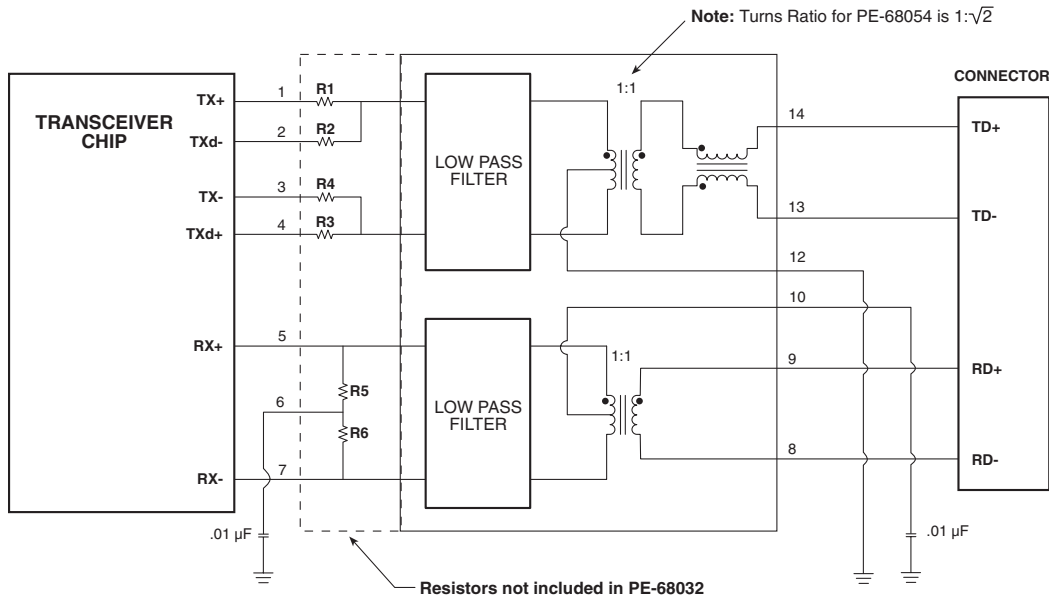 Note: Turns Ratio for PE-68054 is 1:√2
TRANSCEIVER
CHIP
TX+
TXd-
TX-
TXd+
RX+
RX-
1
2
3
4
5
6
7
R1
R2
R4
R3
R5
R6
LOW PASS
FILTER
1:1
LOW PASS
FILTER
1:1
14
13
12
10
9
8
CONNECTOR
TD+
TD-
RD+
RD-
.01 µF
.01 µF
Resistors not included in PE-68032